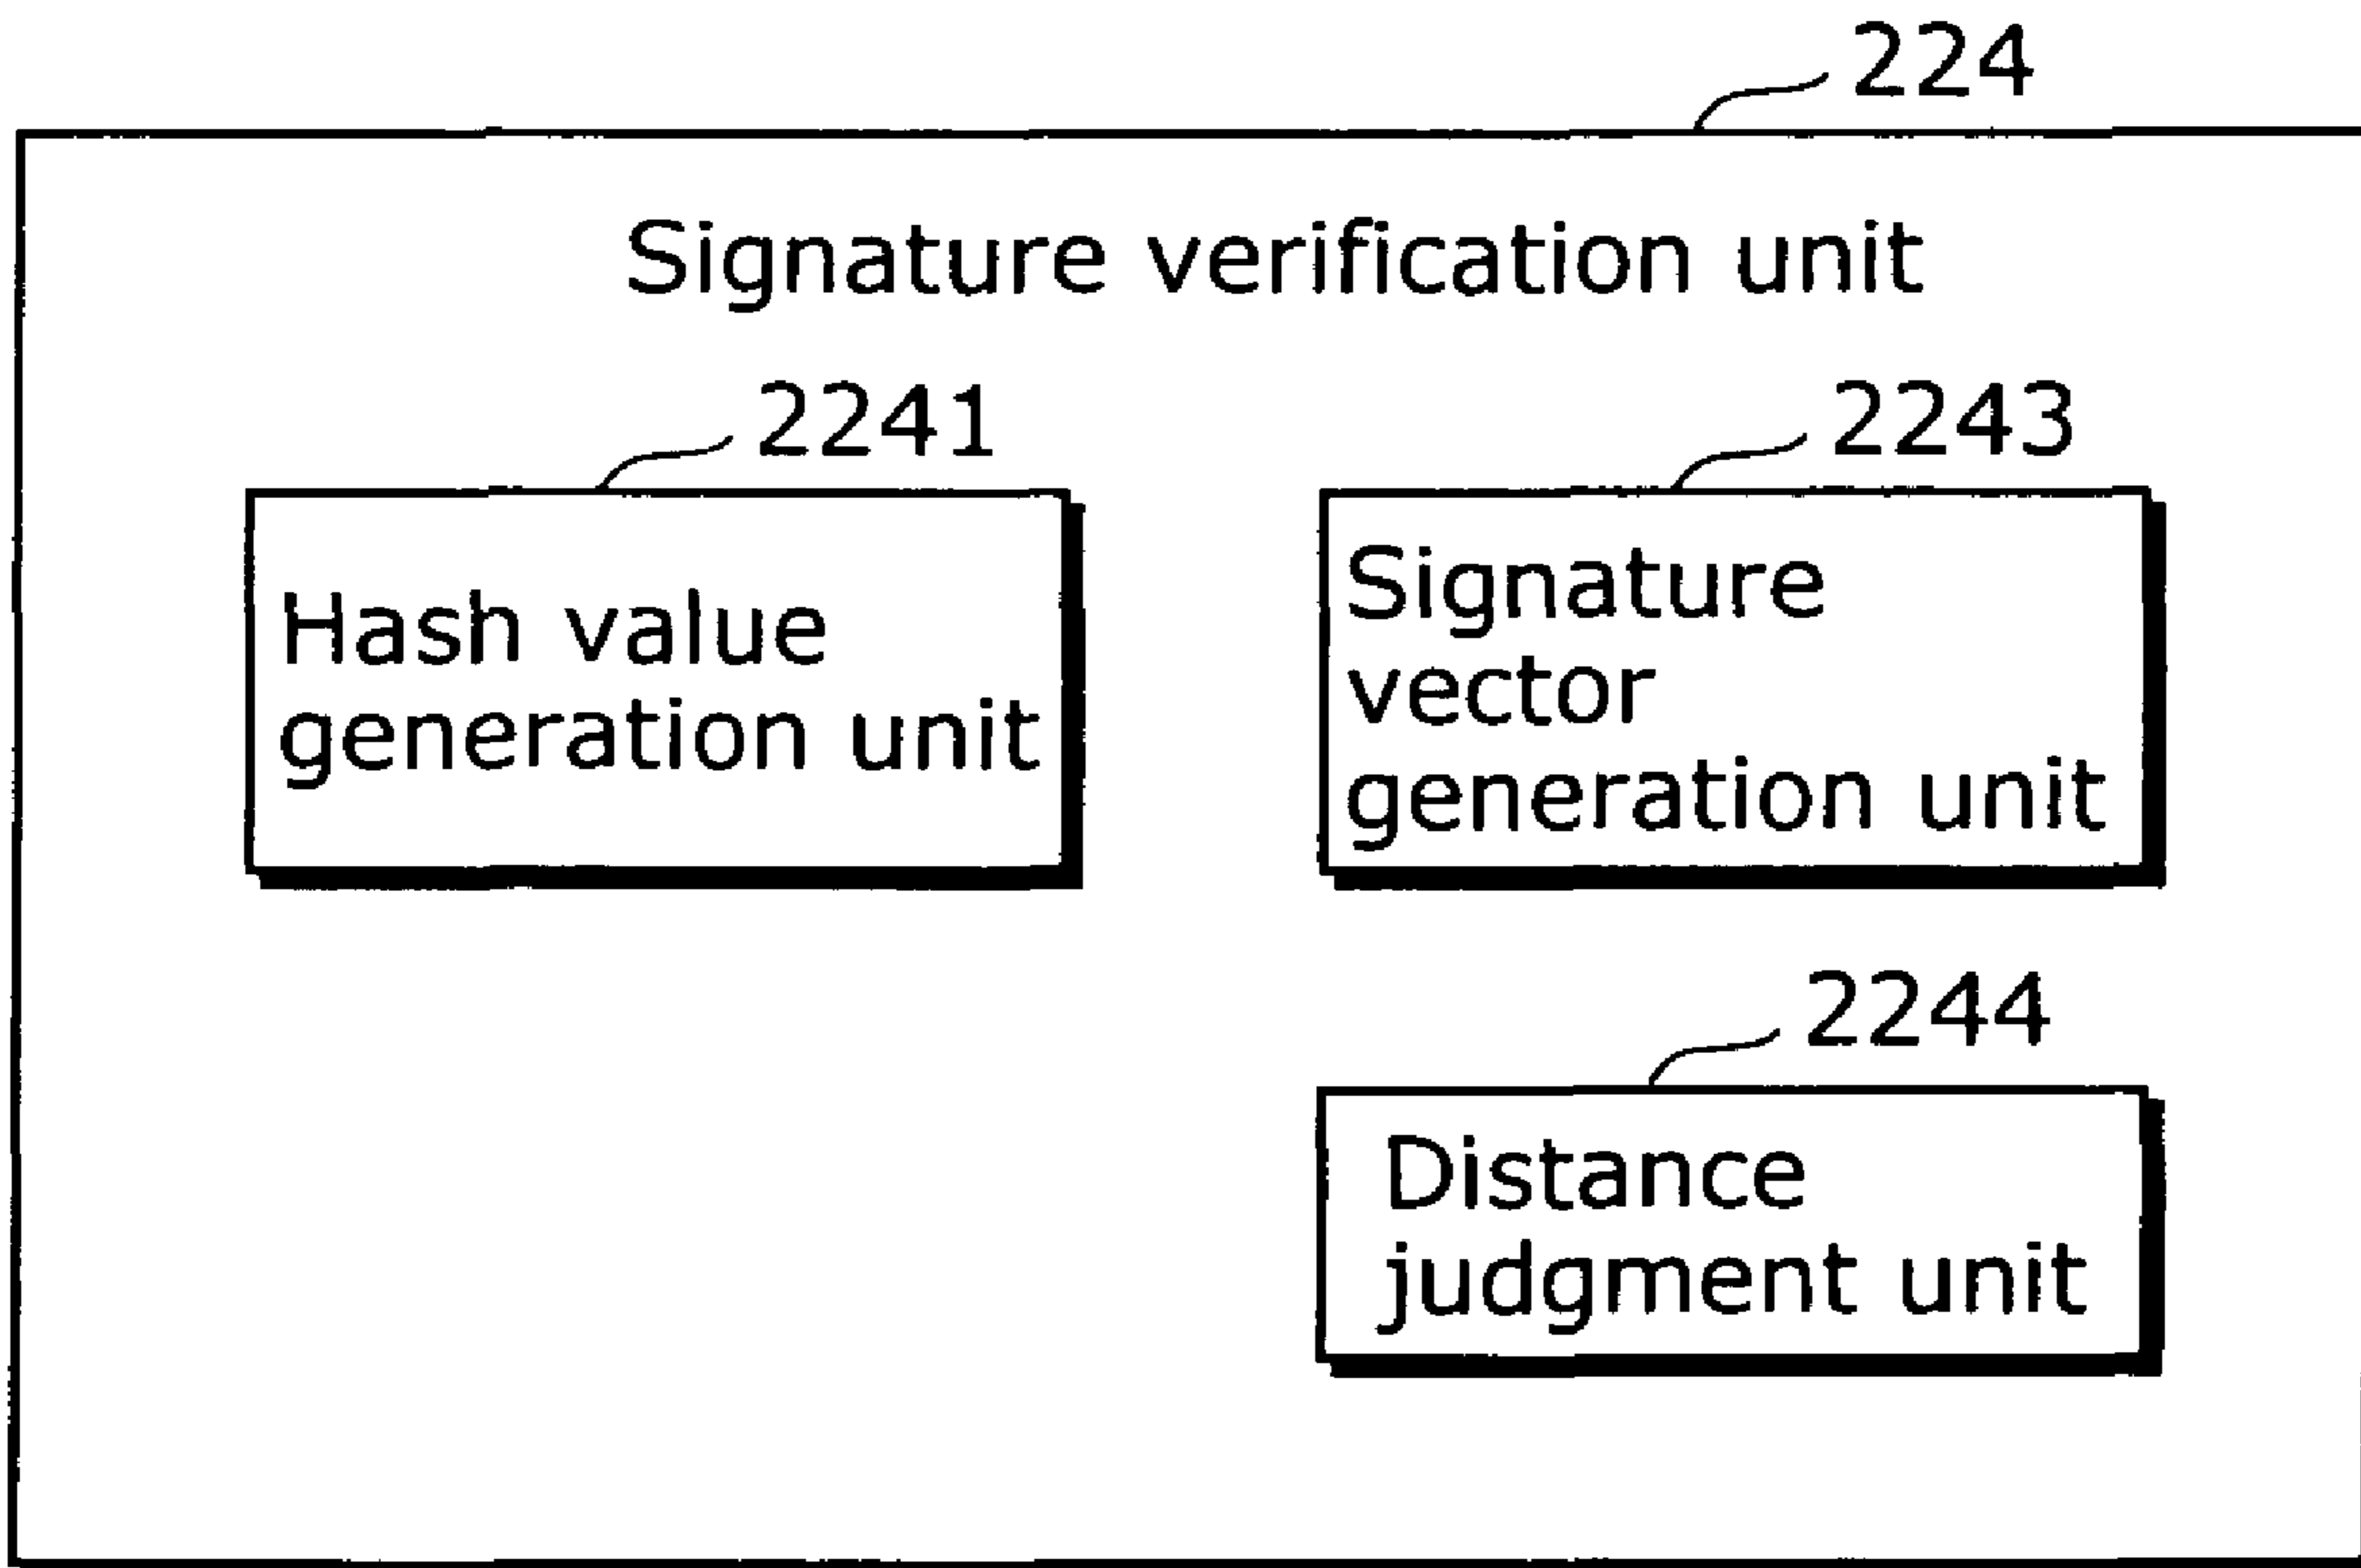 224
Signature verification unit
2241
Hash value
generation unit
2243
Signature
vector
generation unit
2244
Distance
judgment unit